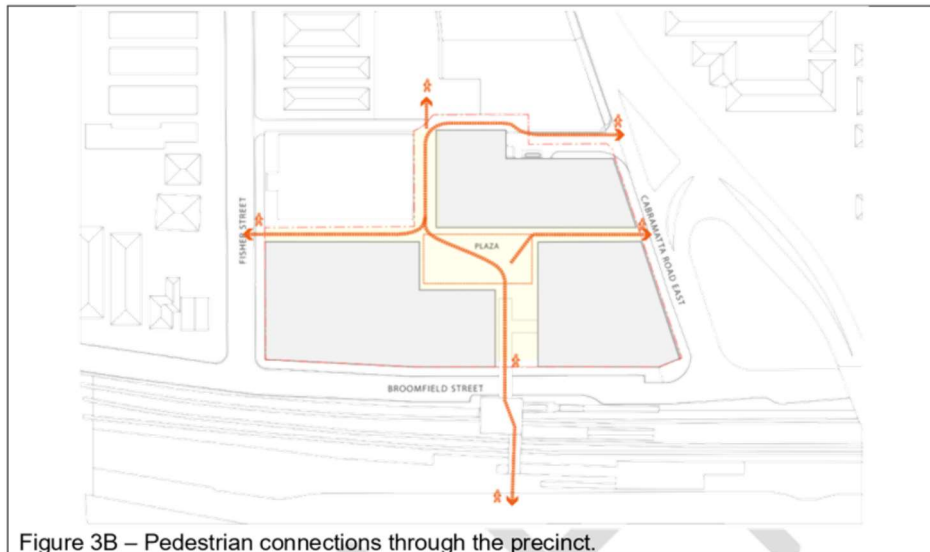 FISHER STREET
PLAZA
CABRAMATTA ROAD EAST
BROOMFIELD STREET
Figure 3B – Pedestrian connections through the precinct.